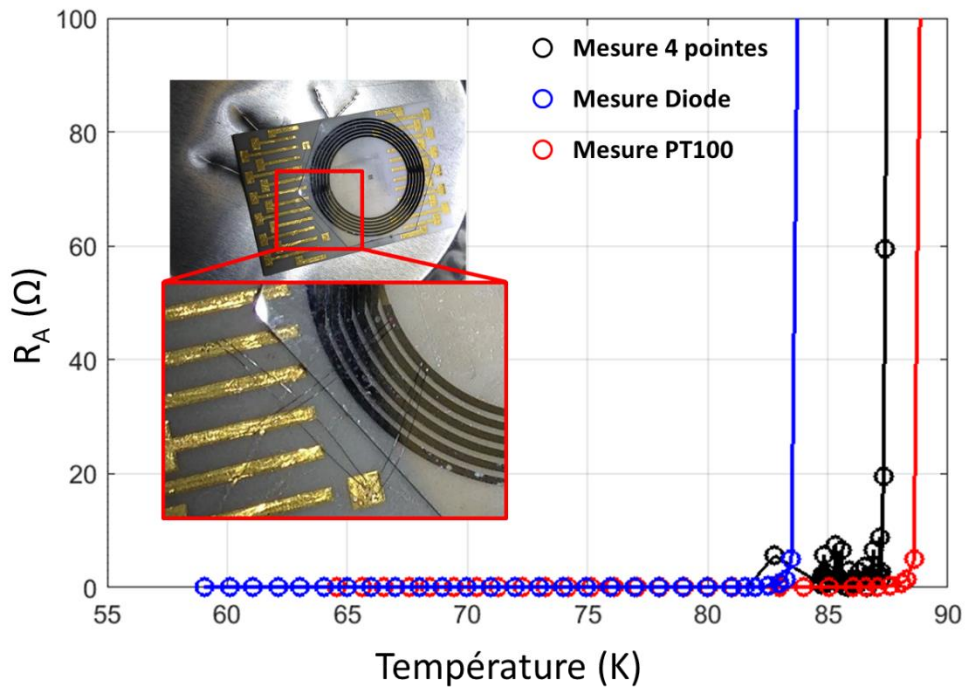 100
80
60
40
20
0
R_A (Ω)
Mesure 4 pointes
Mesure Diode
Mesure PT100
55
60
65
70
75
80
85
90
Température (K)